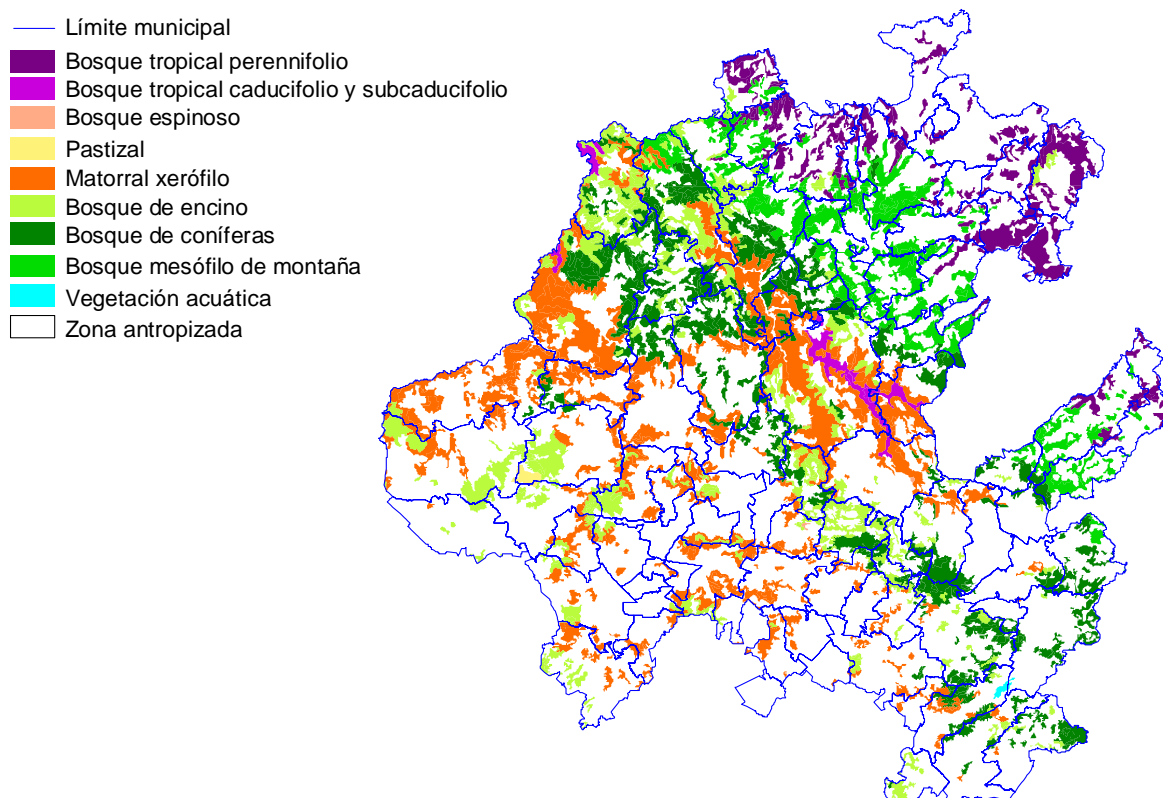 Límite municipal
Bosque tropical perennifolio
Bosque tropical caducifolio y subcaducifolio
Bosque espinoso
Pastizal
Matorral xerófilo
Bosque de encino
Bosque de coníferas
Bosque mesófilo de montaña
Vegetación acuática
Zona antropizada